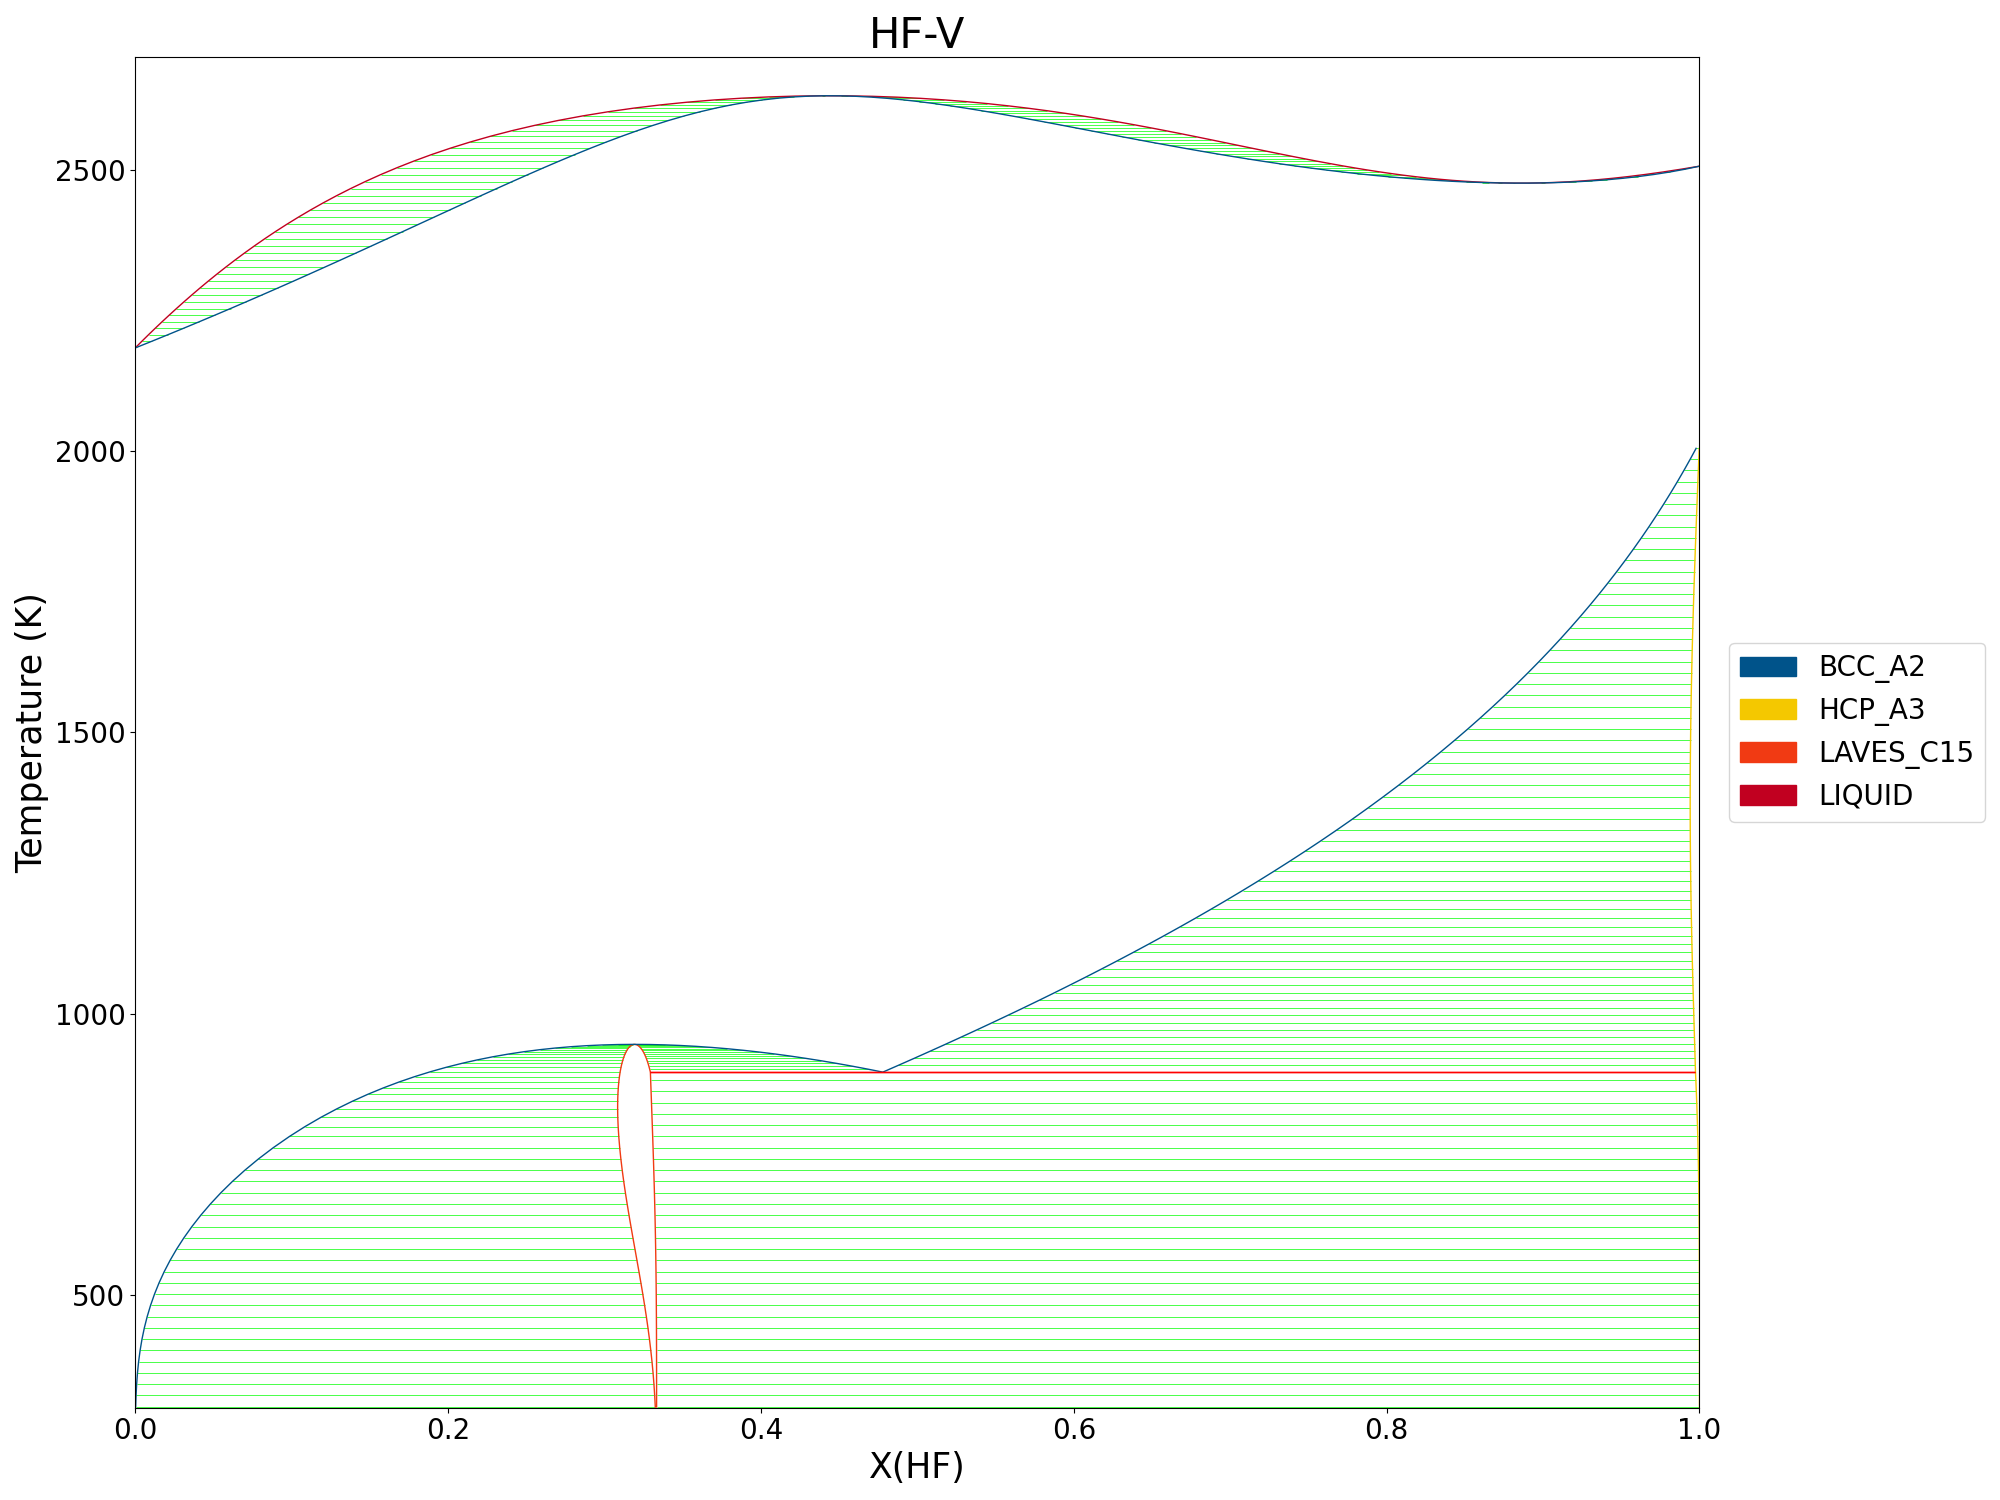 HF-V
Temperature (K)
2500
2000
1500
1000
500
0.0 0.2 0.4 0.6 0.8 1.0
X(HF)
BCC_A2
HCP_A3
LAVES_C15
LIQUID